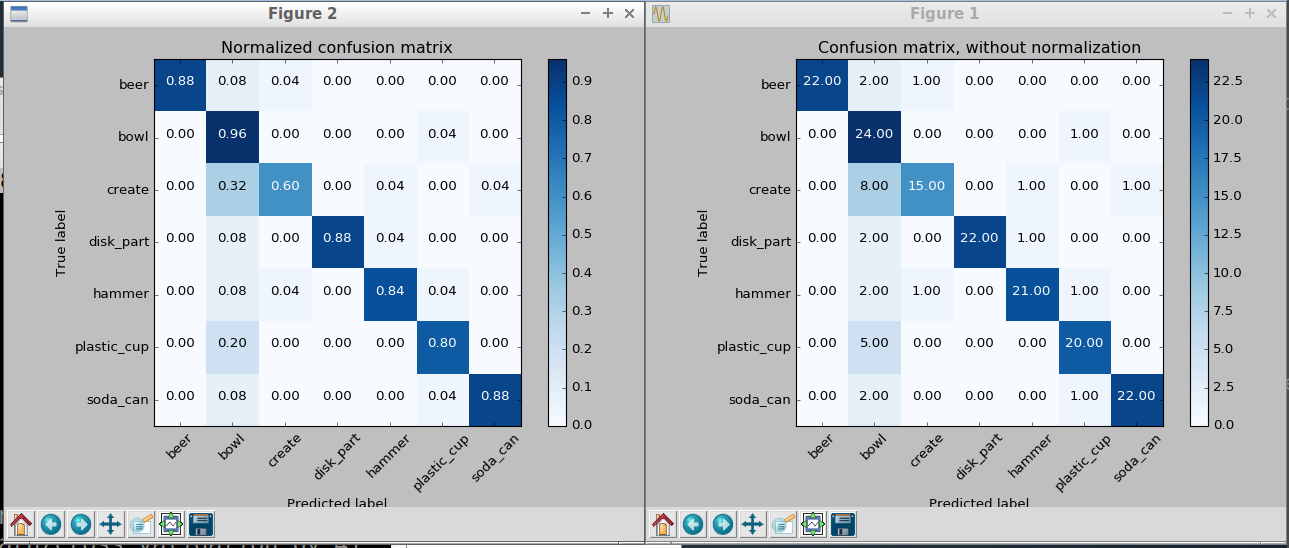 Figure 2
Normalized confusion matrix
True label
beer 0.88 0.08 0.04 0.00 0.00 0.00 0.00
bowl 0.00 0.96 0.00 0.00 0.00 0.04 0.00
create 0.00 0.32 0.60 0.00 0.04 0.00 0.04
disk_part 0.00 0.08 0.00 0.88 0.04 0.00 0.00
hammer 0.00 0.08 0.04 0.00 0.84 0.04 0.00
plastic_cup 0.00 0.20 0.00 0.00 0.00 0.80 0.00
soda_can 0.00 0.08 0.00 0.00 0.00 0.04 0.88
beer bowl create disk_part hammer plastic_cup soda_can
Predicted label
0.9
0.8
0.7
0.6
0.5
0.4
0.3
0.2
0.1
0.0
Figure 1
Confusion matrix, without normalization
True label
beer 22.00 2.00 1.00 0.00 0.00 0.00 0.00
bowl 0.00 24.00 0.00 0.00 0.00 1.00 0.00
create 0.00 8.00 15.00 0.00 1.00 0.00 1.00
disk_part 0.00 2.00 0.00 22.00 1.00 0.00 0.00
hammer 0.00 2.00 1.00 0.00 21.00 1.00 0.00
plastic_cup 0.00 5.00 0.00 0.00 0.00 20.00 0.00
soda_can 0.00 2.00 0.00 0.00 0.00 1.00 22.00
beer bowl create disk_part hammer plastic_cup soda_can
Predicted label
22.5
20.0
17.5
15.0
12.5
10.0
7.5
5.0
2.5
0.0